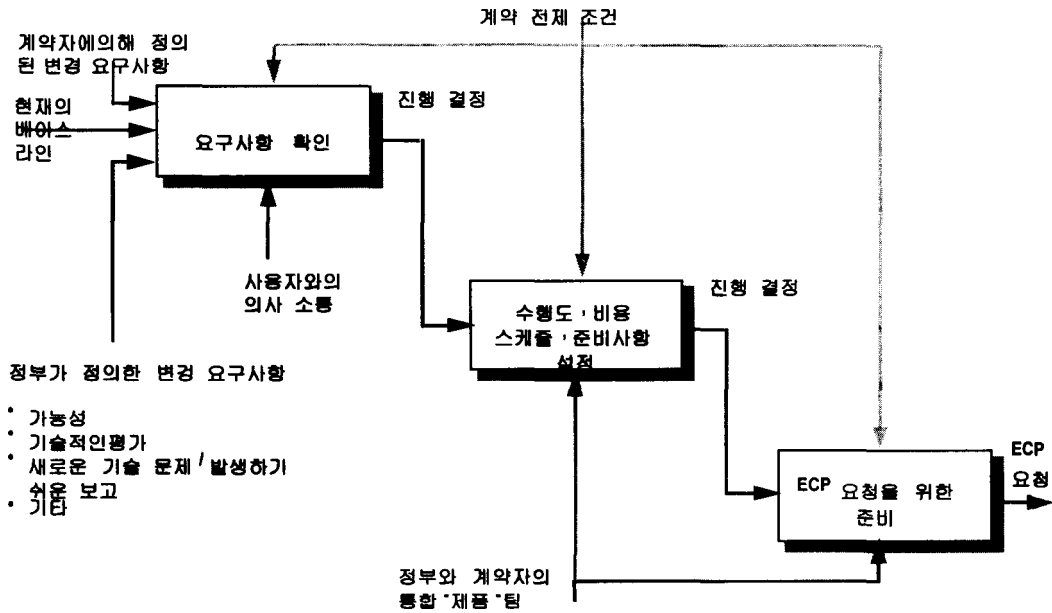 계약 전제 조건
계약자에의해 정의
된 변경 요구사항
현재의
베이스
라인
요구사항 확인
진행 결정
사용자와의
의사 소통
수행도, 비용
스케쥴, 준비사항
설정
진행 결정
정부가 정의한 변경 요구사항
• 가능성
• 기술적인평가
• 새로운 기술 문제/발생하기
쉬운 보고
• 기타
ECP 요청을 위한
준비
ECP
요청
정부와 계약자의
통합 "제품"팀